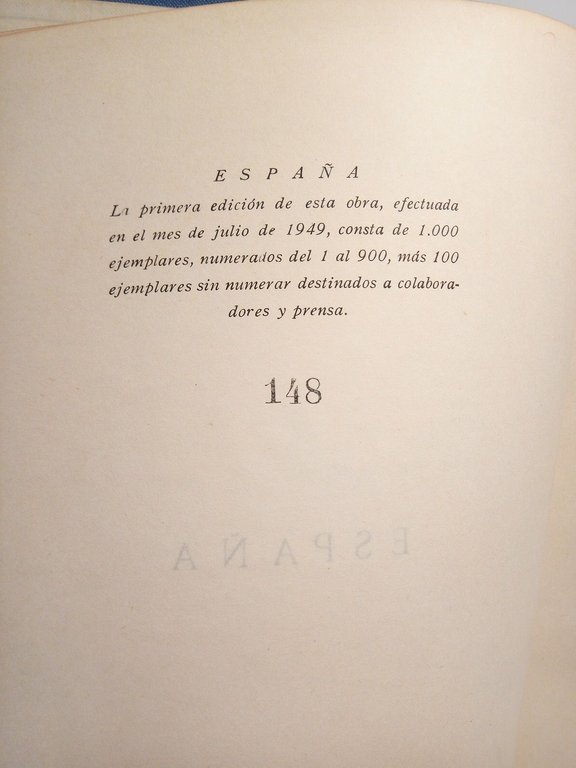 E S P A Ñ A
La primera edición de esta obra, efectuada
en el mes de julio de 1949, consta de 1.000
ejemplares, numerados del 1 al 900, más 100
ejemplares sin numerar destinados a colabora-
dores y prensa.
148
E S P A Ñ A